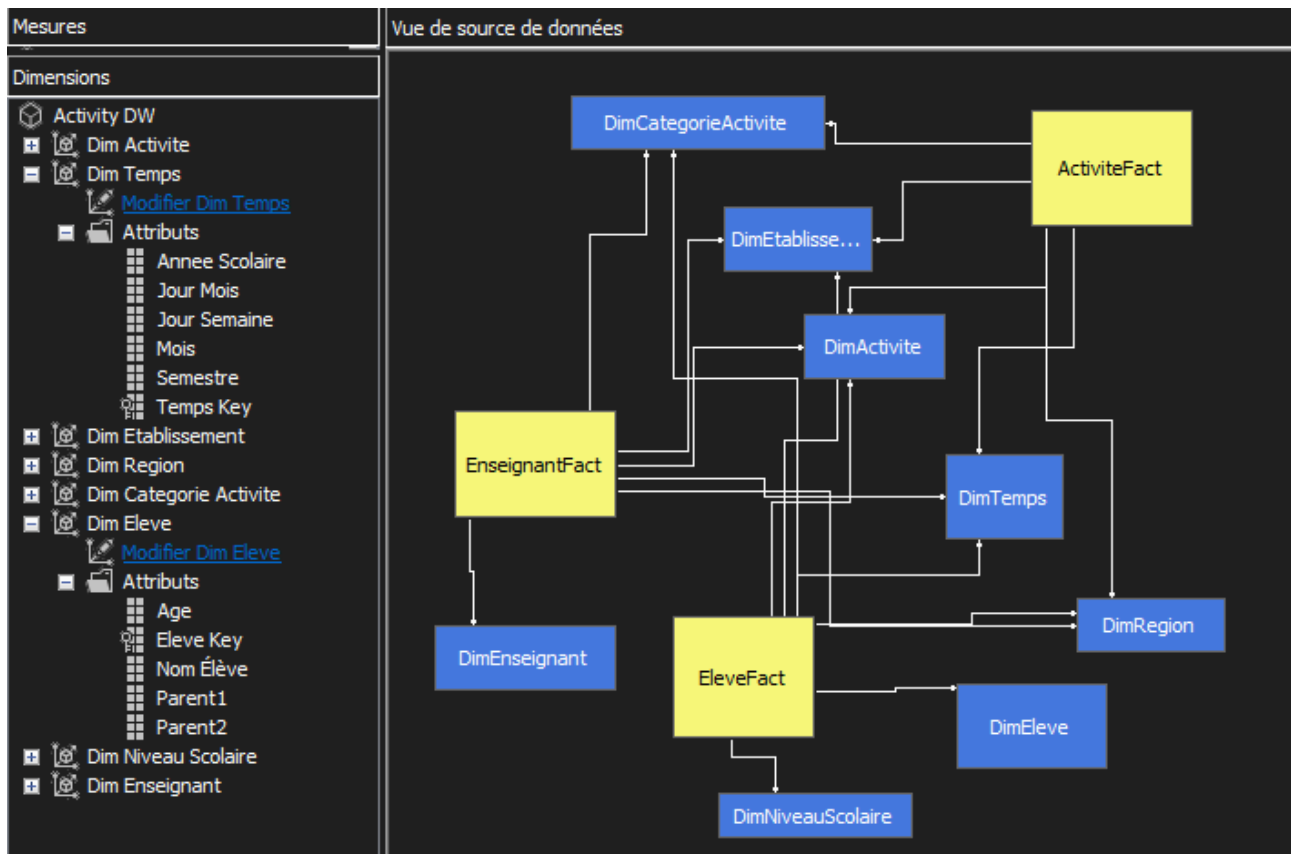 Mesures
Dimensions
Activity DW
Dim Activite
Dim Temps
Modifier Dim Temps
Attributs
Annee Scolaire
Jour Mois
Jour Semaine
Mois
Semestre
Temps Key
Dim Etablissement
Dim Region
Dim Categorie Activite
Dim Eleve
Modifier Dim Eleve
Attributs
Age
Eleve Key
Nom Élève
Parent1
Parent2
Dim Niveau Scolaire
Dim Enseignant
Vue de source de données
DimCategorieActivite
ActiviteFact
DimEtablisse...
DimActivite
EnseignantFact
DimTemps
DimRegion
DimEnseignant
EleveFact
DimEleve
DimNiveauScolaire